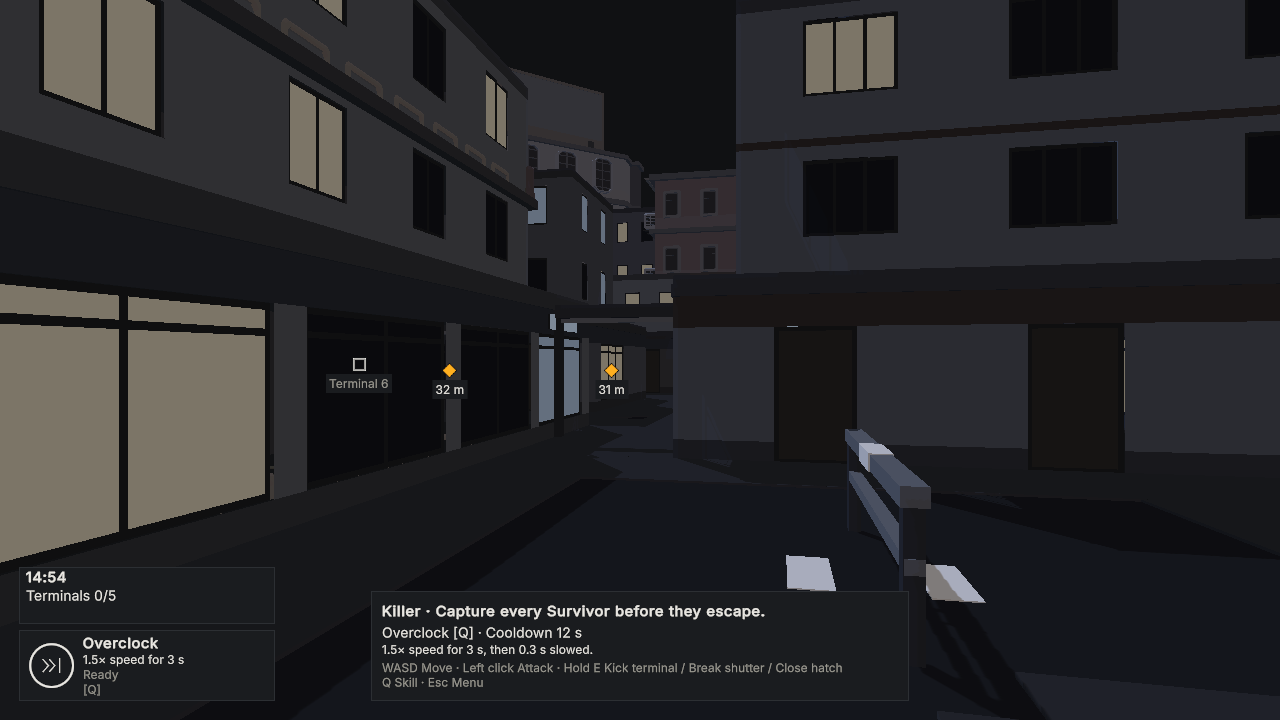 Terminal 6
32 m
31 m
14:54
Terminals 0/5
Overclock
1.5× speed for 3 s
Ready
[Q]
Killer · Capture every Survivor before they escape.
Overclock [Q] · Cooldown 12 s
1.5× speed for 3 s, then 0.3 s slowed.
WASD Move · Left click Attack · Hold E Kick terminal / Break shutter / Close hatch
Q Skill · Esc Menu